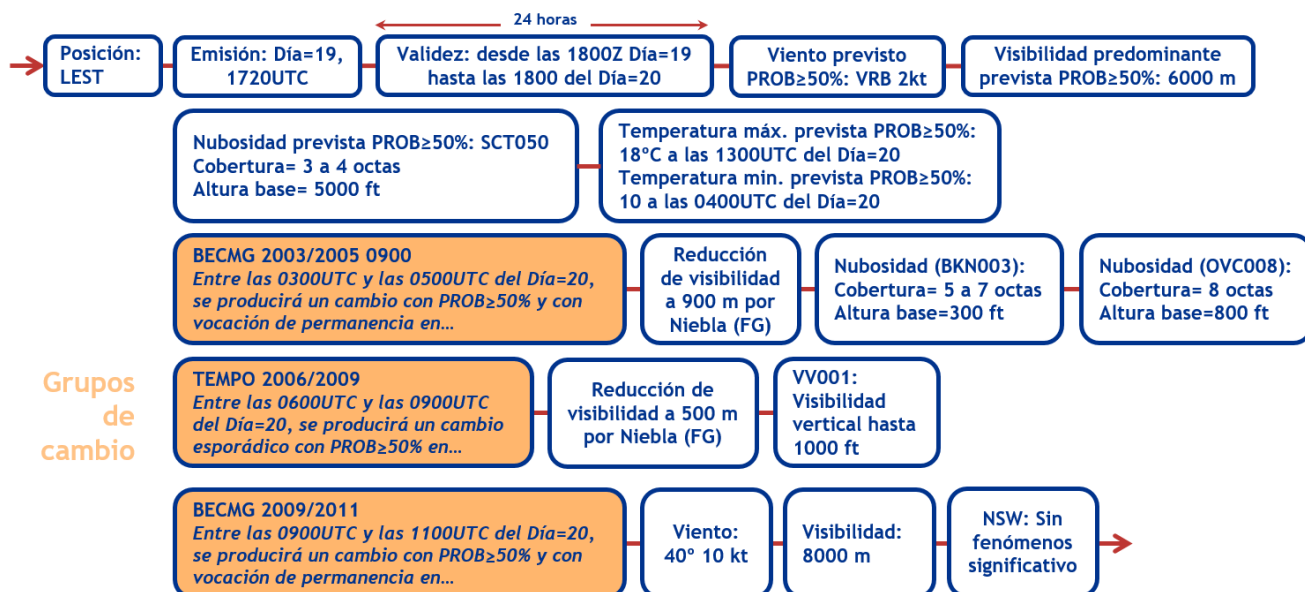 24 horas
Posición:
LEST
Emisión: Día=19,
1720UTC
Validez: desde las 1800Z Día=19
hasta las 1800 del Día=20
Viento previsto
PROB≥50%: VRB 2kt
Visibilidad predominante
prevista PROB≥50%: 6000 m
Nubosidad prevista PROB≥50%: SCT050
Cobertura= 3 a 4 octas
Altura base= 5000 ft
Temperatura máx. prevista PROB≥50%:
18ºC a las 1300UTC del Día=20
Temperatura min. prevista PROB≥50%:
10 a las 0400UTC del Día=20
BECMG 2003/2005 0900
Entre las 0300UTC y las 0500UTC del Día=20,
se producirá un cambio con PROB≥50% y con
vocación de permanencia en…
Reducción
de visibilidad
a 900 m por
Niebla (FG)
Nubosidad (BKN003):
Cobertura= 5 a 7 octas
Altura base=300 ft
Nubosidad (OVC008):
Cobertura= 8 octas
Altura base=800 ft
Grupos
de
cambio
TEMPO 2006/2009
Entre las 0600UTC y las 0900UTC
del Día=20, se producirá un cambio
esporádico con PROB≥50% en…
Reducción de
visibilidad a 500 m
por Niebla (FG)
VV001:
Visibilidad
vertical hasta
1000 ft
BECMG 2009/2011
Entre las 0900UTC y las 1100UTC del Día=20,
se producirá un cambio con PROB≥50% y con
vocación de permanencia en…
Viento:
40º 10 kt
Visibilidad:
8000 m
NSW: Sin
fenómenos
significativo